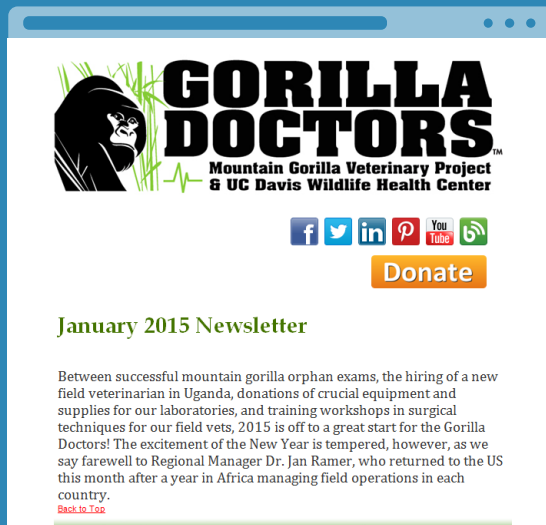 GORILLA
DOCTORS™
Mountain Gorilla Veterinary Project
& UC Davis Wildlife Health Center
f in You Tube b
Donate
January 2015 Newsletter
Between successful mountain gorilla orphan exams, the hiring of a new
field veterinarian in Uganda, donations of crucial equipment and
supplies for our laboratories, and training workshops in surgical
techniques for our field vets, 2015 is off to a great start for the Gorilla
Doctors! The excitement of the New Year is tempered, however, as we
say farewell to Regional Manager Dr. Jan Ramer, who returned to the US
this month after a year in Africa managing field operations in each
country.
Back to Top